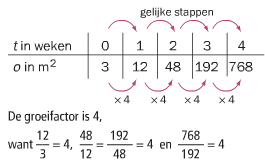 gelijke stappen
t in weken 0 1 2 3 4
o in m² 3 12 48 192 768
×4 ×4 ×4 ×4
De groeifactor is 4,
want 12/3 = 4, 48/12 = 192/48 = 4 en 768/192 = 4